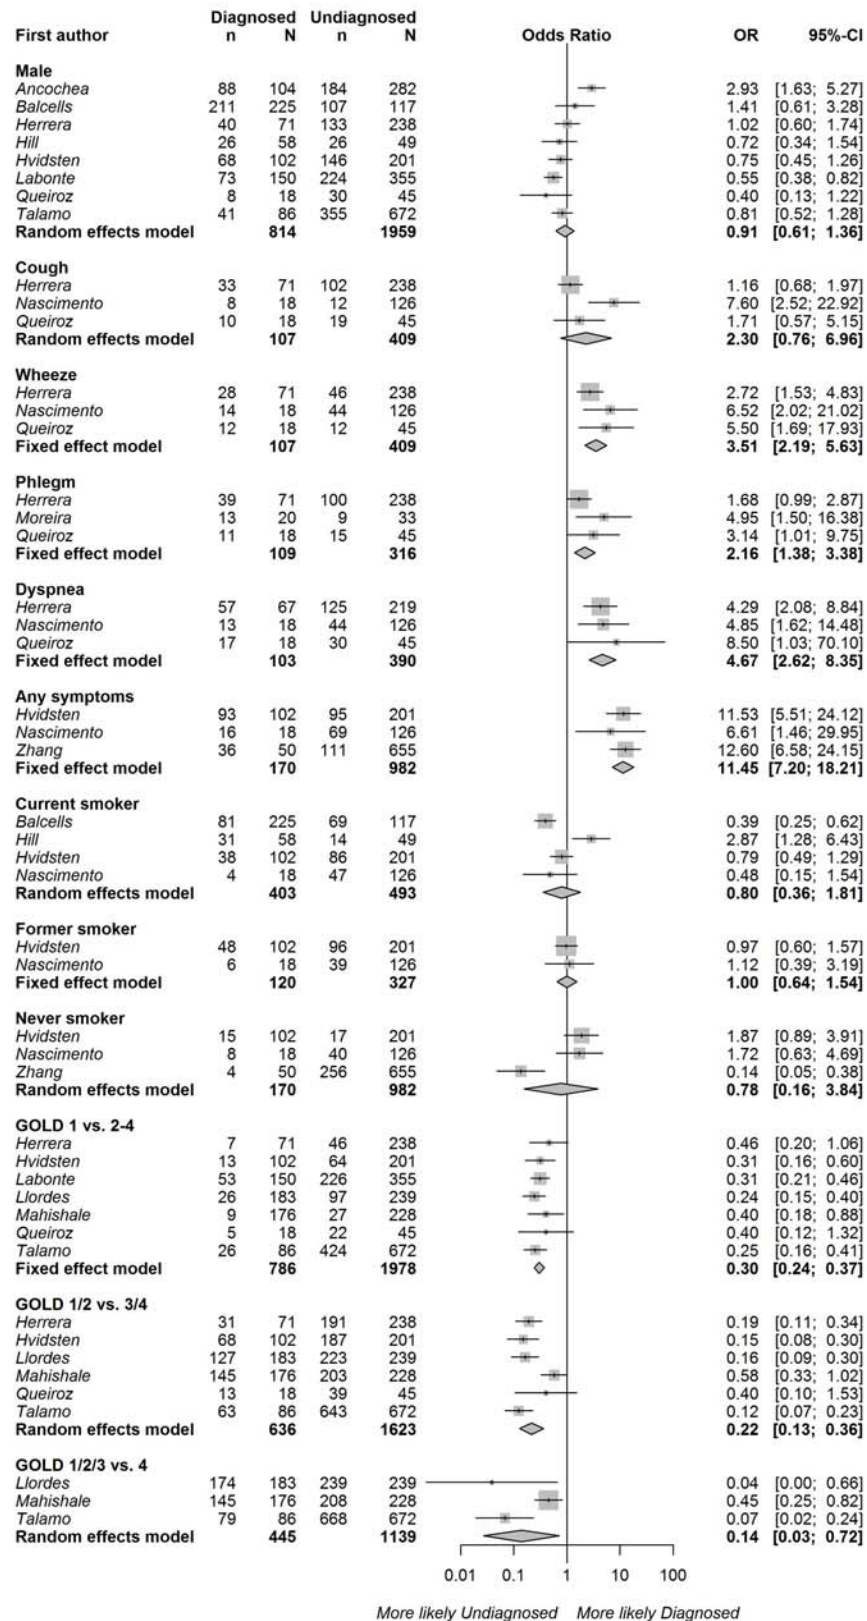 Diagnosed Undiagnosed
First author n N n N Odds Ratio OR 95%-CI
Male
Ancochea 88 104 184 282 2.93 [1.63; 5.27]
Balcells 211 225 107 117 1.41 [0.61; 3.28]
Herrera 40 71 133 238 1.02 [0.60; 1.74]
Hill 26 58 26 49 0.72 [0.34; 1.54]
Hvidsten 68 102 146 201 0.75 [0.45; 1.26]
Labonte 73 150 224 355 0.55 [0.38; 0.82]
Queiroz 8 18 30 45 0.40 [0.13; 1.22]
Talamo 41 86 355 672 0.81 [0.52; 1.28]
Random effects model 814 1959 0.91 [0.61; 1.36]
Cough
Herrera 33 71 102 238 1.16 [0.68; 1.97]
Nascimento 8 18 12 126 7.60 [2.52; 22.92]
Queiroz 10 18 19 45 1.71 [0.57; 5.15]
Random effects model 107 409 2.30 [0.76; 6.96]
Wheeze
Herrera 28 71 46 238 2.72 [1.53; 4.83]
Nascimento 14 18 44 126 6.52 [2.02; 21.02]
Queiroz 12 18 12 45 5.50 [1.69; 17.93]
Fixed effect model 107 409 3.51 [2.19; 5.63]
Phlegm
Herrera 39 71 100 238 1.68 [0.99; 2.87]
Moreira 13 20 9 33 4.95 [1.50; 16.38]
Queiroz 11 18 15 45 3.14 [1.01; 9.75]
Fixed effect model 109 316 2.16 [1.38; 3.38]
Dyspnea
Herrera 57 67 125 219 4.29 [2.08; 8.84]
Nascimento 13 18 44 126 4.85 [1.62; 14.48]
Queiroz 17 18 30 45 8.50 [1.03; 70.10]
Fixed effect model 103 390 4.67 [2.62; 8.35]
Any symptoms
Hvidsten 93 102 95 201 11.53 [5.51; 24.12]
Nascimento 16 18 69 126 6.61 [1.46; 29.95]
Zhang 36 50 111 655 12.60 [6.58; 24.15]
Fixed effect model 170 982 11.45 [7.20; 18.21]
Current smoker
Balcells 81 225 69 117 0.39 [0.25; 0.62]
Hill 31 58 14 49 2.87 [1.28; 6.43]
Hvidsten 38 102 86 201 0.79 [0.49; 1.29]
Nascimento 4 18 47 126 0.48 [0.15; 1.54]
Random effects model 403 493 0.80 [0.36; 1.81]
Former smoker
Hvidsten 48 102 96 201 0.97 [0.60; 1.57]
Nascimento 6 18 39 126 1.12 [0.39; 3.19]
Fixed effect model 120 327 1.00 [0.64; 1.54]
Never smoker
Hvidsten 15 102 17 201 1.87 [0.89; 3.91]
Nascimento 8 18 40 126 1.72 [0.63; 4.69]
Zhang 4 50 256 655 0.14 [0.05; 0.38]
Random effects model 170 982 0.78 [0.16; 3.84]
GOLD 1 vs. 2-4
Herrera 7 71 46 238 0.46 [0.20; 1.06]
Hvidsten 13 102 64 201 0.31 [0.16; 0.60]
Labonte 53 150 226 355 0.31 [0.21; 0.46]
Llordes 26 183 97 239 0.24 [0.15; 0.40]
Mahishale 9 176 27 228 0.40 [0.18; 0.88]
Queiroz 5 18 22 45 0.40 [0.12; 1.32]
Talamo 26 86 424 672 0.25 [0.16; 0.41]
Fixed effect model 786 1978 0.30 [0.24; 0.37]
GOLD 1/2 vs. 3/4
Herrera 31 71 191 238 0.19 [0.11; 0.34]
Hvidsten 68 102 187 201 0.15 [0.08; 0.30]
Llordes 127 183 223 239 0.16 [0.09; 0.30]
Mahishale 145 176 203 228 0.58 [0.33; 1.02]
Queiroz 13 18 39 45 0.40 [0.10; 1.53]
Talamo 63 86 643 672 0.12 [0.07; 0.23]
Random effects model 636 1623 0.22 [0.13; 0.36]
GOLD 1/2/3 vs. 4
Llordes 174 183 239 239 0.04 [0.00; 0.66]
Mahishale 145 176 208 228 0.45 [0.25; 0.82]
Talamo 79 86 668 672 0.07 [0.02; 0.24]
Random effects model 445 1139 0.14 [0.03; 0.72]
0.01 0.1 1 10 100
More likely Undiagnosed More likely Diagnosed